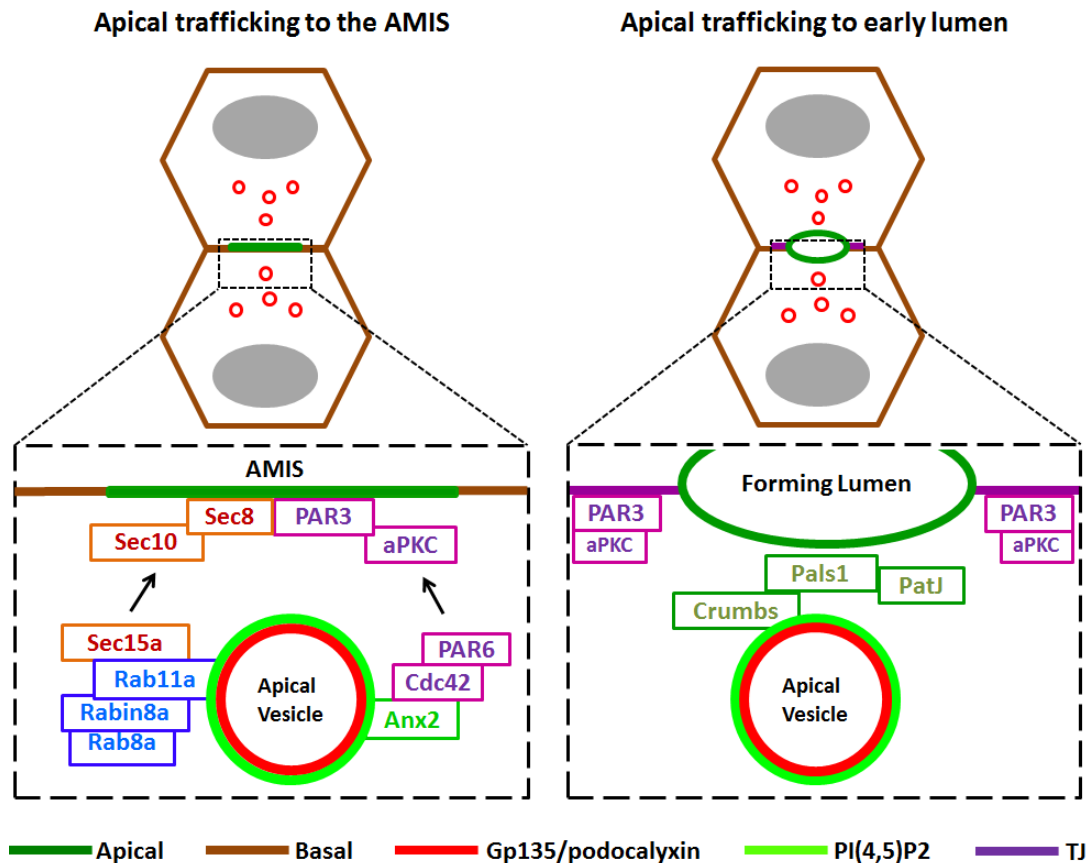 Apical trafficking to the AMIS
Apical trafficking to early lumen
AMIS
Sec8
PAR3
Sec10
aPKC
Sec15a
PAR6
Rab11a
Cdc42
Rabin8a
Anx2
Rab8a
Apical
Vesicle
Forming Lumen
PAR3
aPKC
PAR3
aPKC
Pals1
PatJ
Crumbs
Apical
Vesicle
Apical
Basal
Gp135/podocalyxin
PI(4,5)P2
TJ